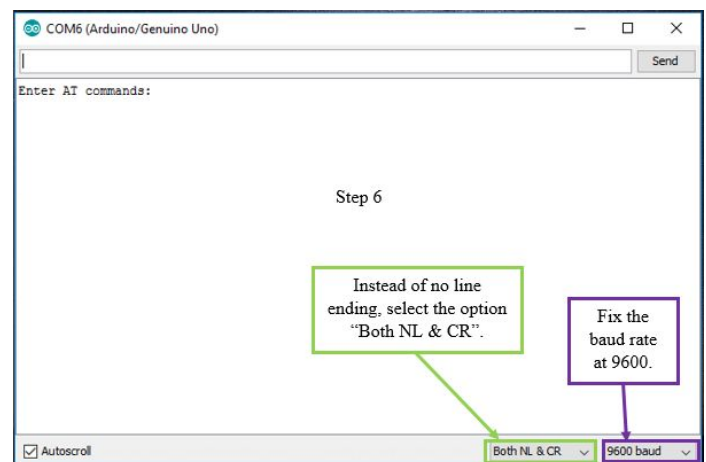 COM6 (Arduino/Genuino Uno)
Send
Enter AT commands:
Step 6
Instead of no line
ending, select the option
“Both NL & CR”.
Fix the
baud rate
at 9600.
Autoscroll
Both NL & CR
9600 baud